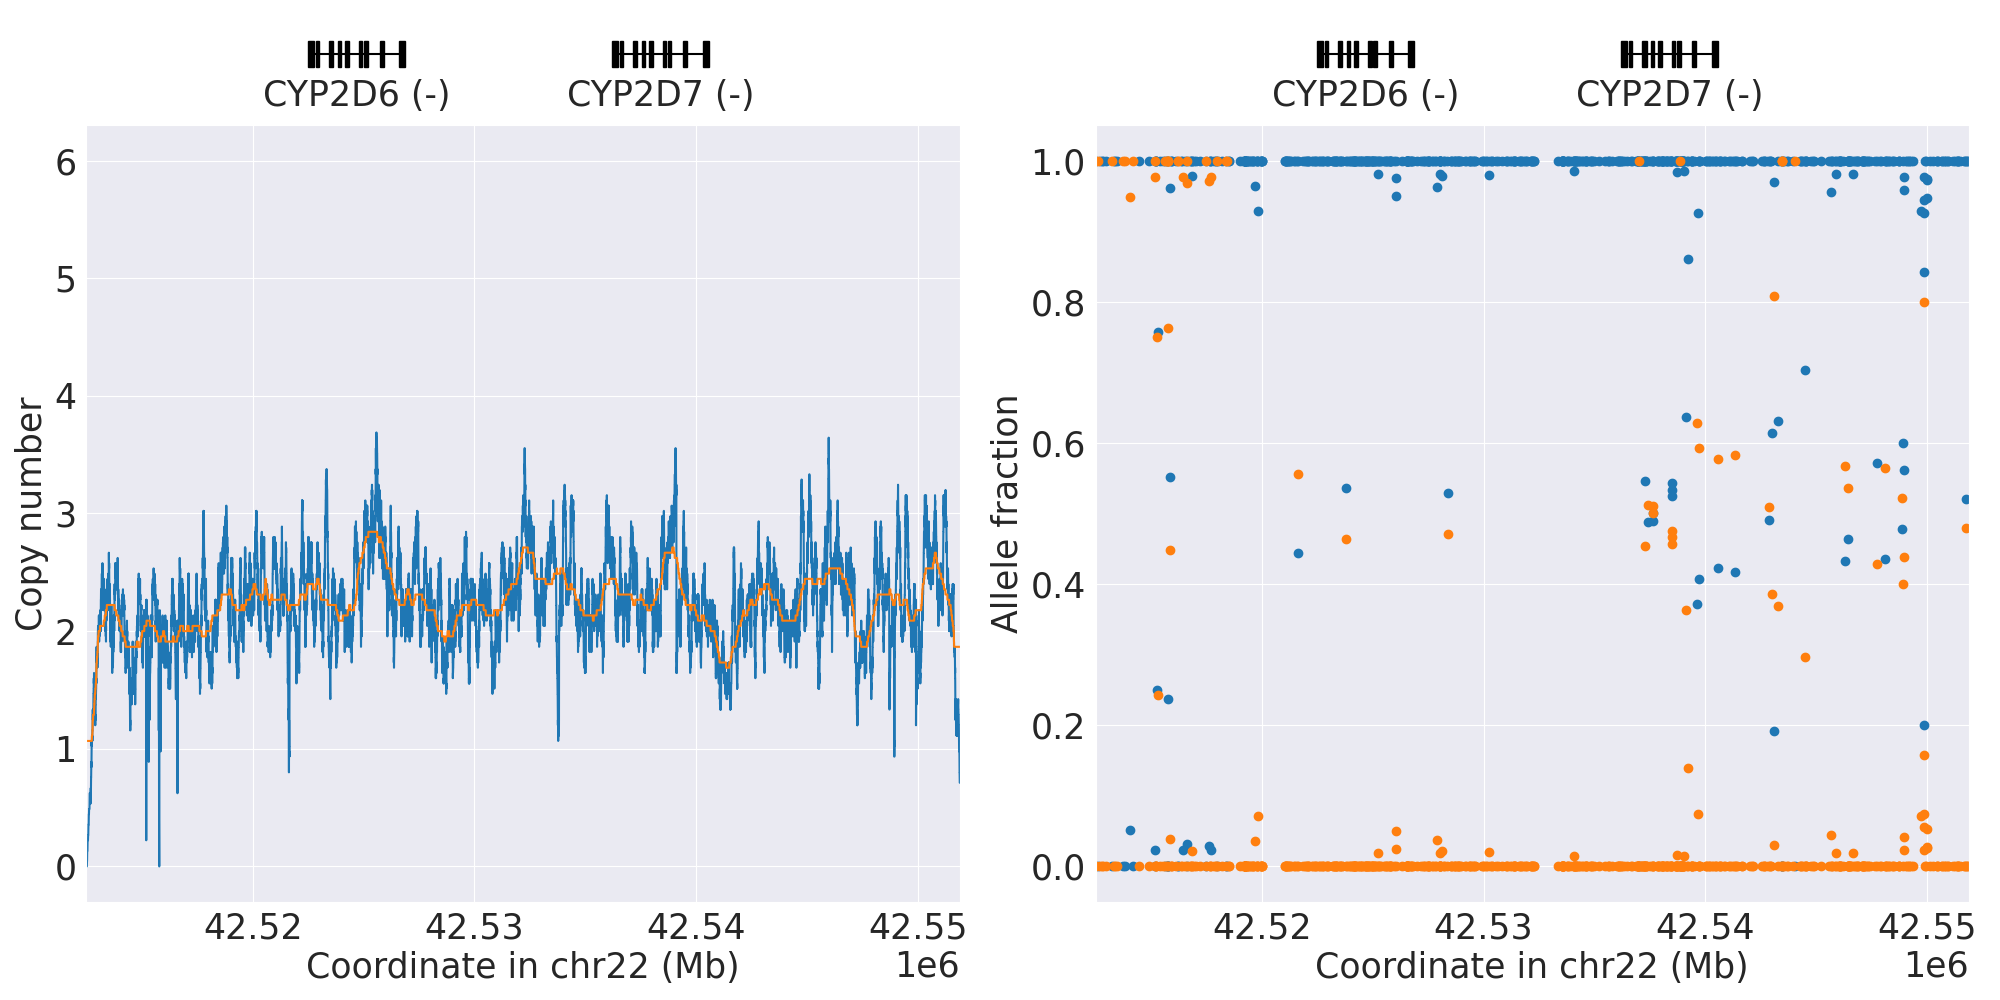 CYP2D6 (-) CYP2D7 (-)
6
5
4
3
2
1
0
Copy number
42.52 42.53 42.54 42.55
Coordinate in chr22 (Mb)
1e6
CYP2D6 (-) CYP2D7 (-)
1.0
0.8
0.6
0.4
0.2
0.0
Allele fraction
42.52 42.53 42.54 42.55
Coordinate in chr22 (Mb)
1e6